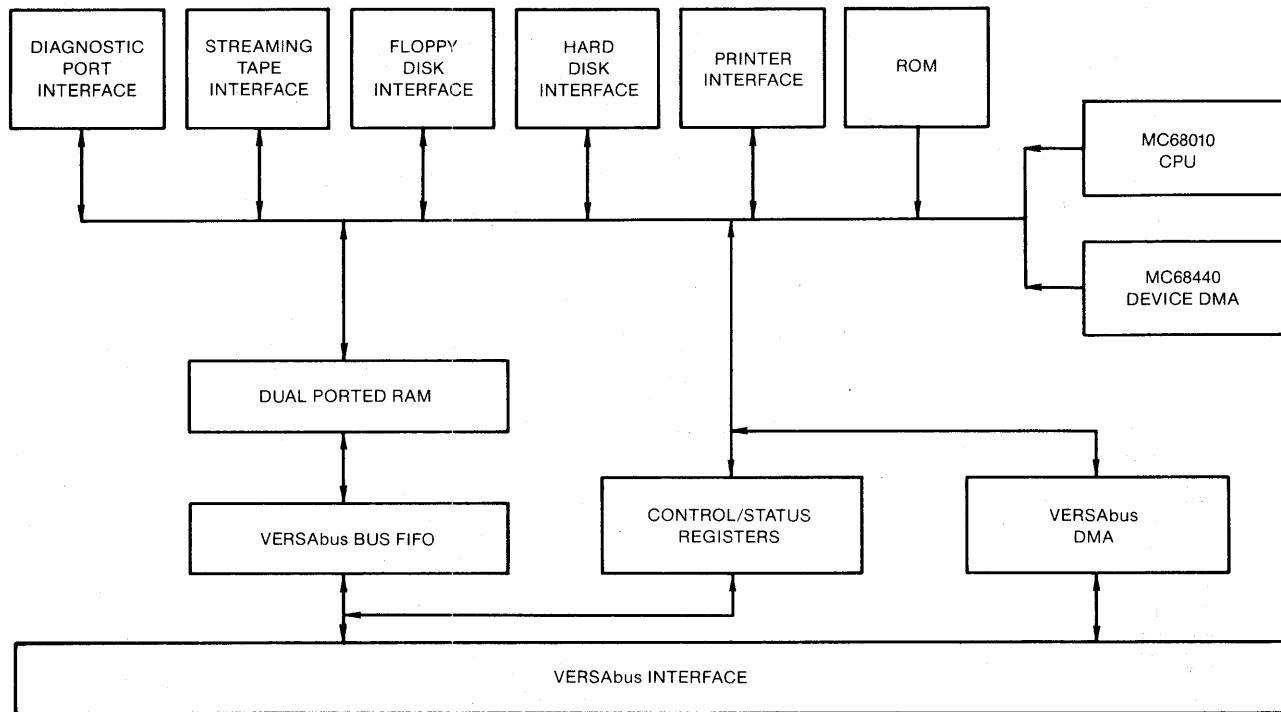 DIAGNOSTIC
PORT
INTERFACE
STREAMING
TAPE
INTERFACE
FLOPPY
DISK
INTERFACE
HARD
DISK
INTERFACE
PRINTER
INTERFACE
ROM
MC68010
CPU
MC68440
DEVICE DMA
DUAL PORTED RAM
VERSAbus BUS FIFO
CONTROL/STATUS
REGISTERS
VERSAbus
DMA
VERSAbus INTERFACE